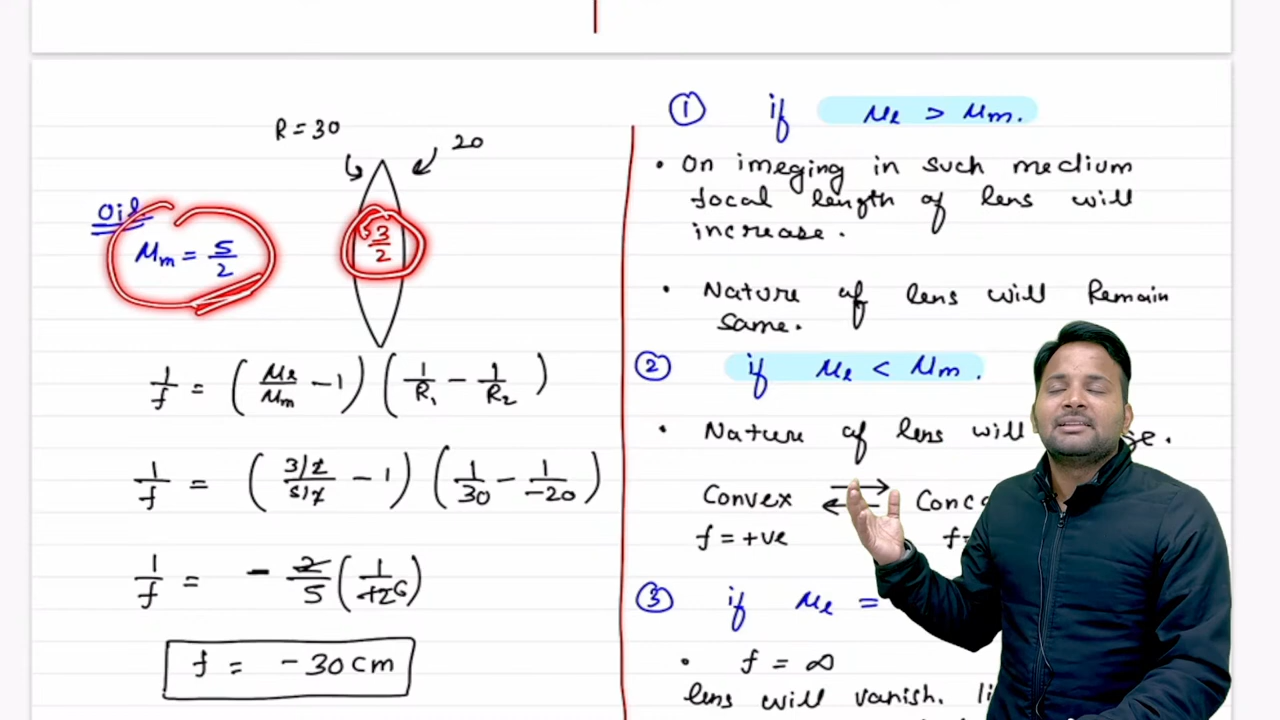 R = 30
20
Oil
μm = 5/2
3/2
1/f = (μℓ/μm − 1) (1/R₁ − 1/R₂)
1/f = (3/2/5/2 − 1) (1/30 − 1/−20)
1/f = − 2/5 (1/12 6)
f = −30 cm
① if μℓ > μm.
• On imeging in such medium
focal length of lens will
increase.
• Nature of lens will Remain
same.
② if μℓ < μm.
• Nature of lens will
Convex ⇄
f = +ve f =
③ if μℓ =
• f = ∞
lens will vanish.